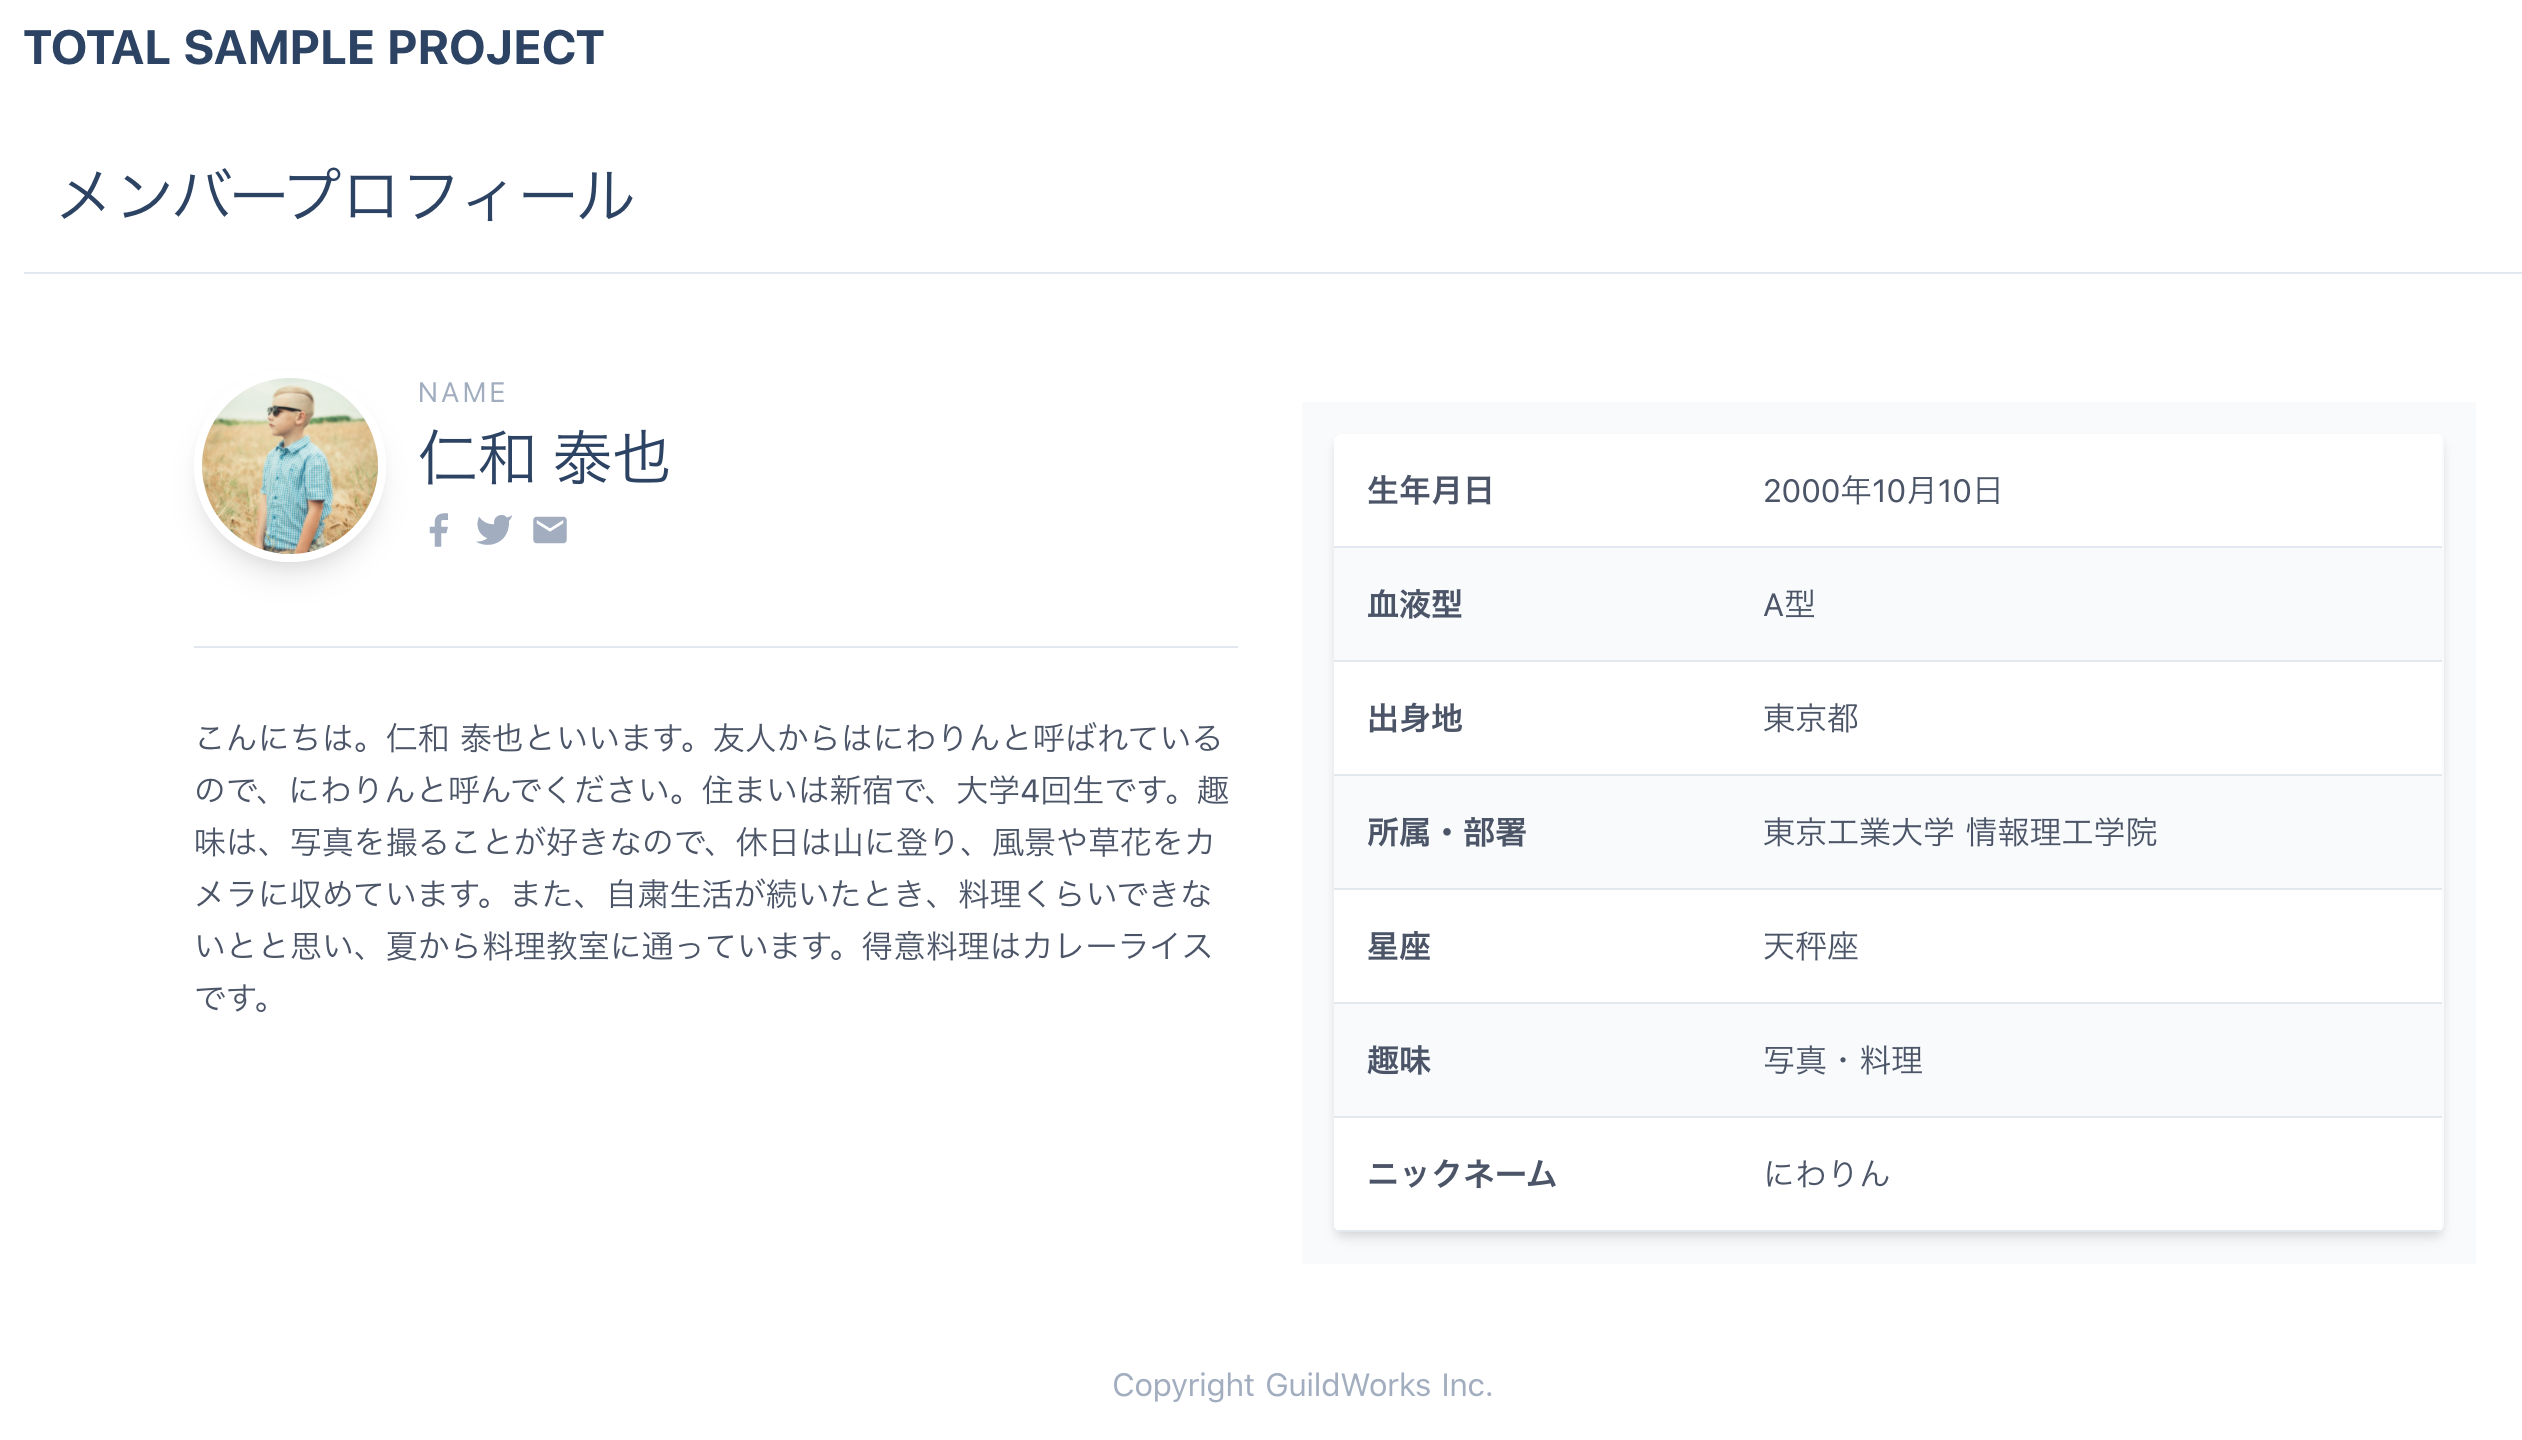 TOTAL SAMPLE PROJECT
メンバープロフィール
NAME
仁和 泰也
こんにちは。仁和 泰也といいます。友人からはにわりんと呼ばれている
ので、にわりんと呼んでください。住まいは新宿で、大学4回生です。趣
味は、写真を撮ることが好きなので、休日は山に登り、風景や草花をカ
メラに収めています。また、自粛生活が続いたとき、料理くらいできな
いとと思い、夏から料理教室に通っています。得意料理はカレーライス
です。
生年月日 2000年10月10日
血液型 A型
出身地 東京都
所属・部署 東京工業大学 情報理工学院
星座 天秤座
趣味 写真・料理
ニックネーム にわりん
Copyright GuildWorks Inc.